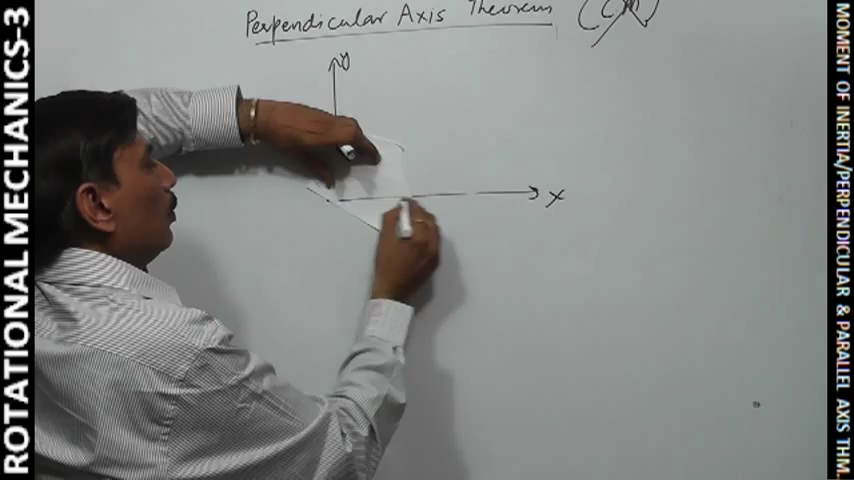 ROTATIONAL MECHANICS-3
Perpendicular Axis Theorem
y
x
MOMENT OF INERTIA/PERPENDICULAR & PARALLEL AXIS THM.